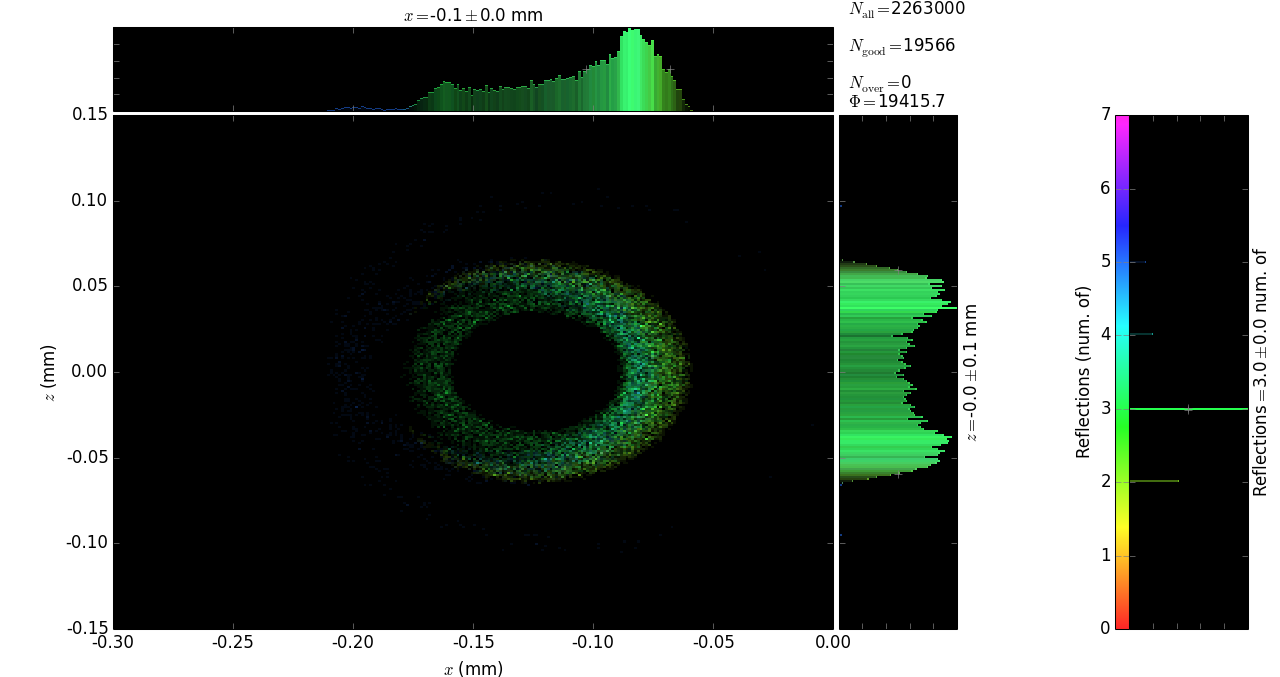 x = -0.1 ± 0.0 mm
N_all = 2263000
N_good = 19566
N_over = 0
Φ = 19415.7
0.15
0.10
0.05
0.00
-0.05
-0.10
-0.15
z (mm)
-0.30
-0.25
-0.20
-0.15
-0.10
-0.05
0.00
x (mm)
z = -0.0 ± 0.1 mm
7
6
5
4
3
2
1
0
Reflections (num. of)
Reflections = 3.0 ± 0.0 num. of